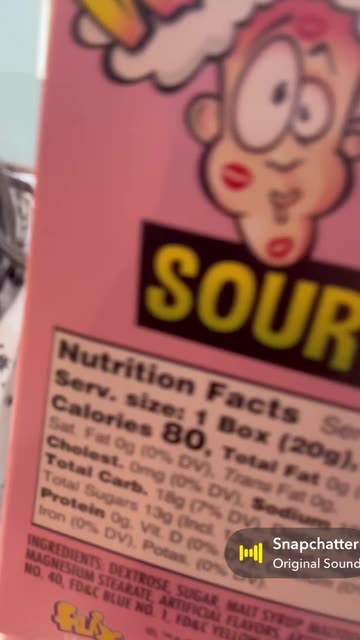 SOUR
Nutrition Facts
Serv. size: 1 Box (20g),
Calories 80, Total Fat 0g
Sat. Fat 0g (0% DV), Trans Fat 0g,
Cholest. 0mg (0% DV), Sodium
Total Carb. 18g (7% DV),
Total Sugars 13g (Incl.
Protein 0g, Vit. D (0% DV),
Iron (0% DV), Potas. (0%
INGREDIENTS: DEXTROSE, SUGAR, MALT SYRUP,
MAGNESIUM STEARATE, ARTIFICIAL FLAVOR
NO. 40, FD&C BLUE NO. 1, FD&C
flix
Snapchatter
Original Sound